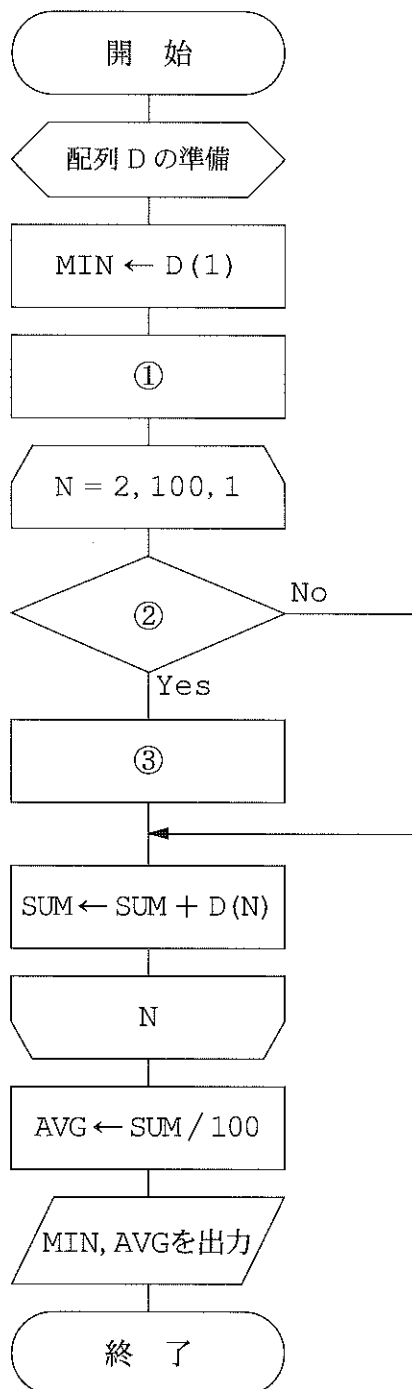 開 始
配列 D の準備
MIN ← D(1)
①
N = 2, 100, 1
②
No
Yes
③
SUM ← SUM + D(N)
N
AVG ← SUM / 100
MIN, AVGを出力
終 了